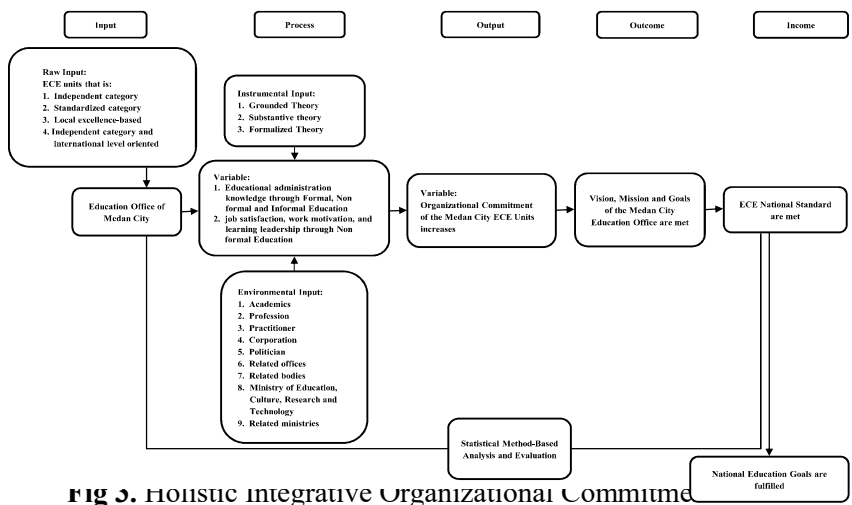 Input
Process
Output
Outcome
Income
Raw Input:
ECE units that is:
1. Independent category
2. Standardized category
3. Local excellence-based
4. Independent category and
international level oriented
Instrumental Input:
1. Grounded Theory
2. Substantive theory
3. Formalized Theory
Education Office of
Medan City
Variable:
1. Educational administration
knowledge through Formal, Non
formal and Informal Education
2. job satisfaction, work motivation, and
learning leadership through Non
formal Education
Variable:
Organizational Commitment
of the Medan City ECE Units
increases
Vision, Mission and Goals
of the Medan City
Education Office are met
ECE National Standard
are met
Environmental Input:
1. Academics
2. Profession
3. Practitioner
4. Corporation
5. Politician
6. Related offices
7. Related bodies
8. Ministry of Education,
Culture, Research and
Technology
9. Related ministries
Statistical Method-Based
Analysis and Evaluation
National Education Goals are
fulfilled
Fig 3. Holistic Integrative Organizational